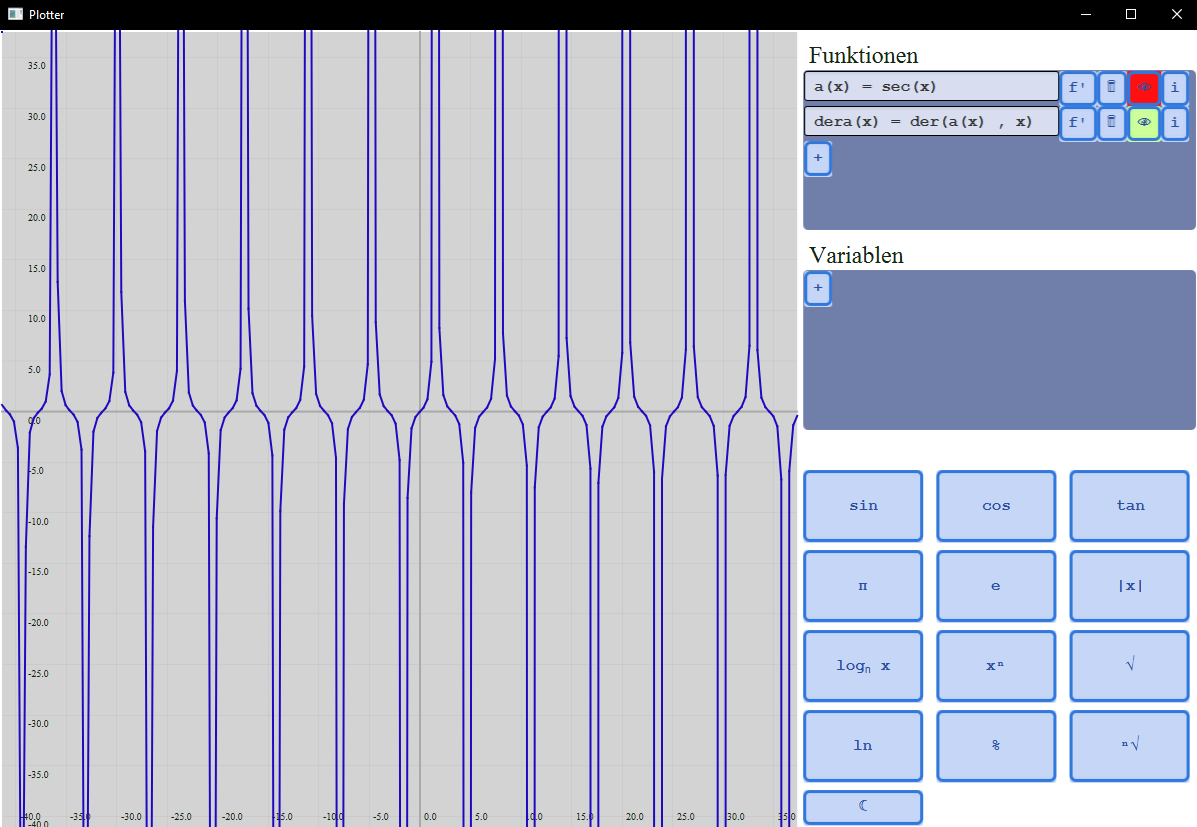 Plotter
Funktionen
a(x) = sec(x)
f'
i
dera(x) = der(a(x) , x)
f'
i
+
Variablen
+
35.0
30.0
25.0
20.0
15.0
10.0
5.0
0.0
-5.0
-10.0
-15.0
-20.0
-25.0
-30.0
-35.0
-40.0
-40.0 -35.0 -30.0 -25.0 -20.0 -15.0 -10.0 -5.0 0.0 5.0 10.0 15.0 20.0 25.0 30.0 35.0
sin cos tan
π e |x|
logₙ x xⁿ √
ln % ⁿ√
☾